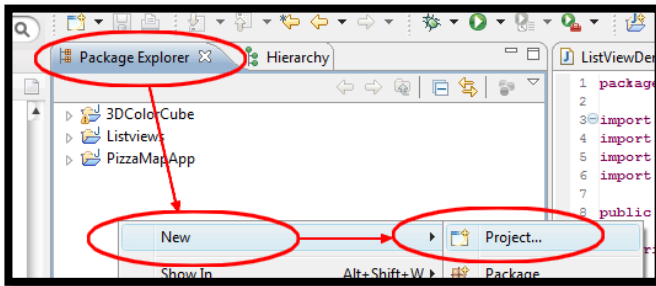 Package Explorer
Hierarchy
ListViewDer
3DColorCube
Listviews
PizzaMapApp
1 package
2
3 import
4 import
5 import
6 import
7
8 public
New
Project...
Show In Alt+Shift+W
Package